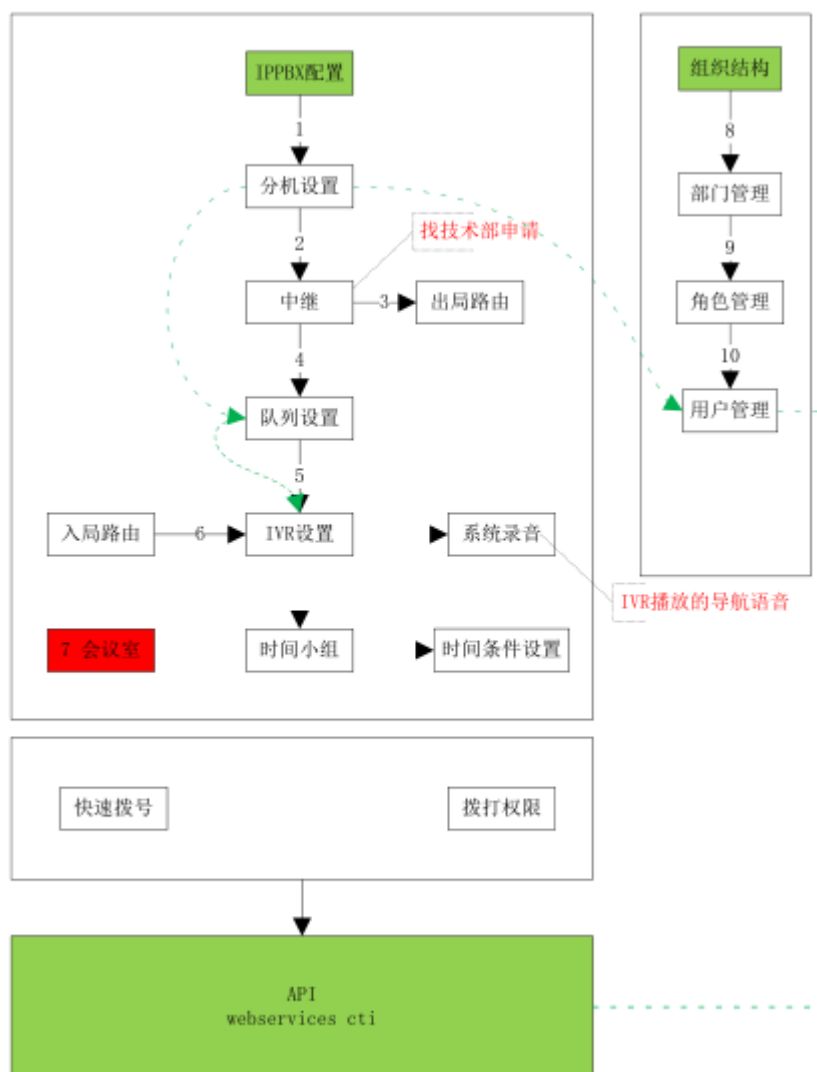 IPPBX配置
组织结构
1
8
分机设置
部门管理
2
找技术部申请
9
中继
3
出局路由
角色管理
4
10
队列设置
用户管理
5
入局路由
6
IVR设置
系统录音
IVR播放的导航语音
7 会议室
时间小组
时间条件设置
快速拨号
拨打权限
API
webservices cti